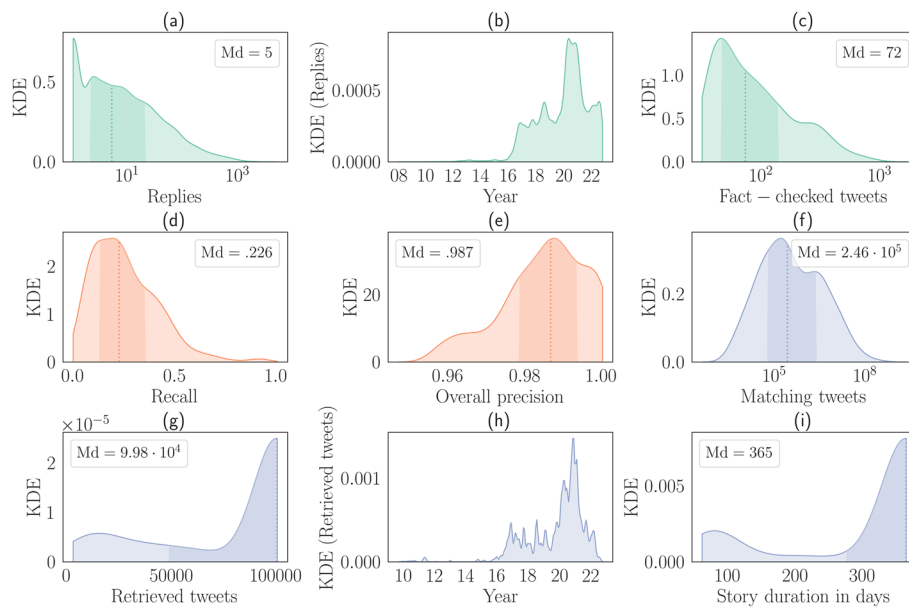 (a)
Md = 5
KDE
0.5
0.0
10¹
10³
Replies
(b)
KDE (Replies)
0.0005
0.0000
08 10 12 14 16 18 20 22
Year
(c)
Md = 72
KDE
1.0
0.5
0.0
10²
10³
Fact − checked tweets
(d)
Md = .226
KDE
2
1
0
0.0 0.5 1.0
Recall
(e)
Md = .987
KDE
20
0
0.96 0.98 1.00
Overall precision
(f)
Md = 2.46 · 10⁵
KDE
0.2
0.0
10⁵ 10⁸
Matching tweets
(g)
×10⁻⁵
Md = 9.98 · 10⁴
KDE
2
1
0
0 50000 100000
Retrieved tweets
(h)
KDE (Retrieved tweets)
0.001
0.000
10 12 14 16 18 20 22
Year
(i)
Md = 365
KDE
0.005
0.000
100 200 300
Story duration in days